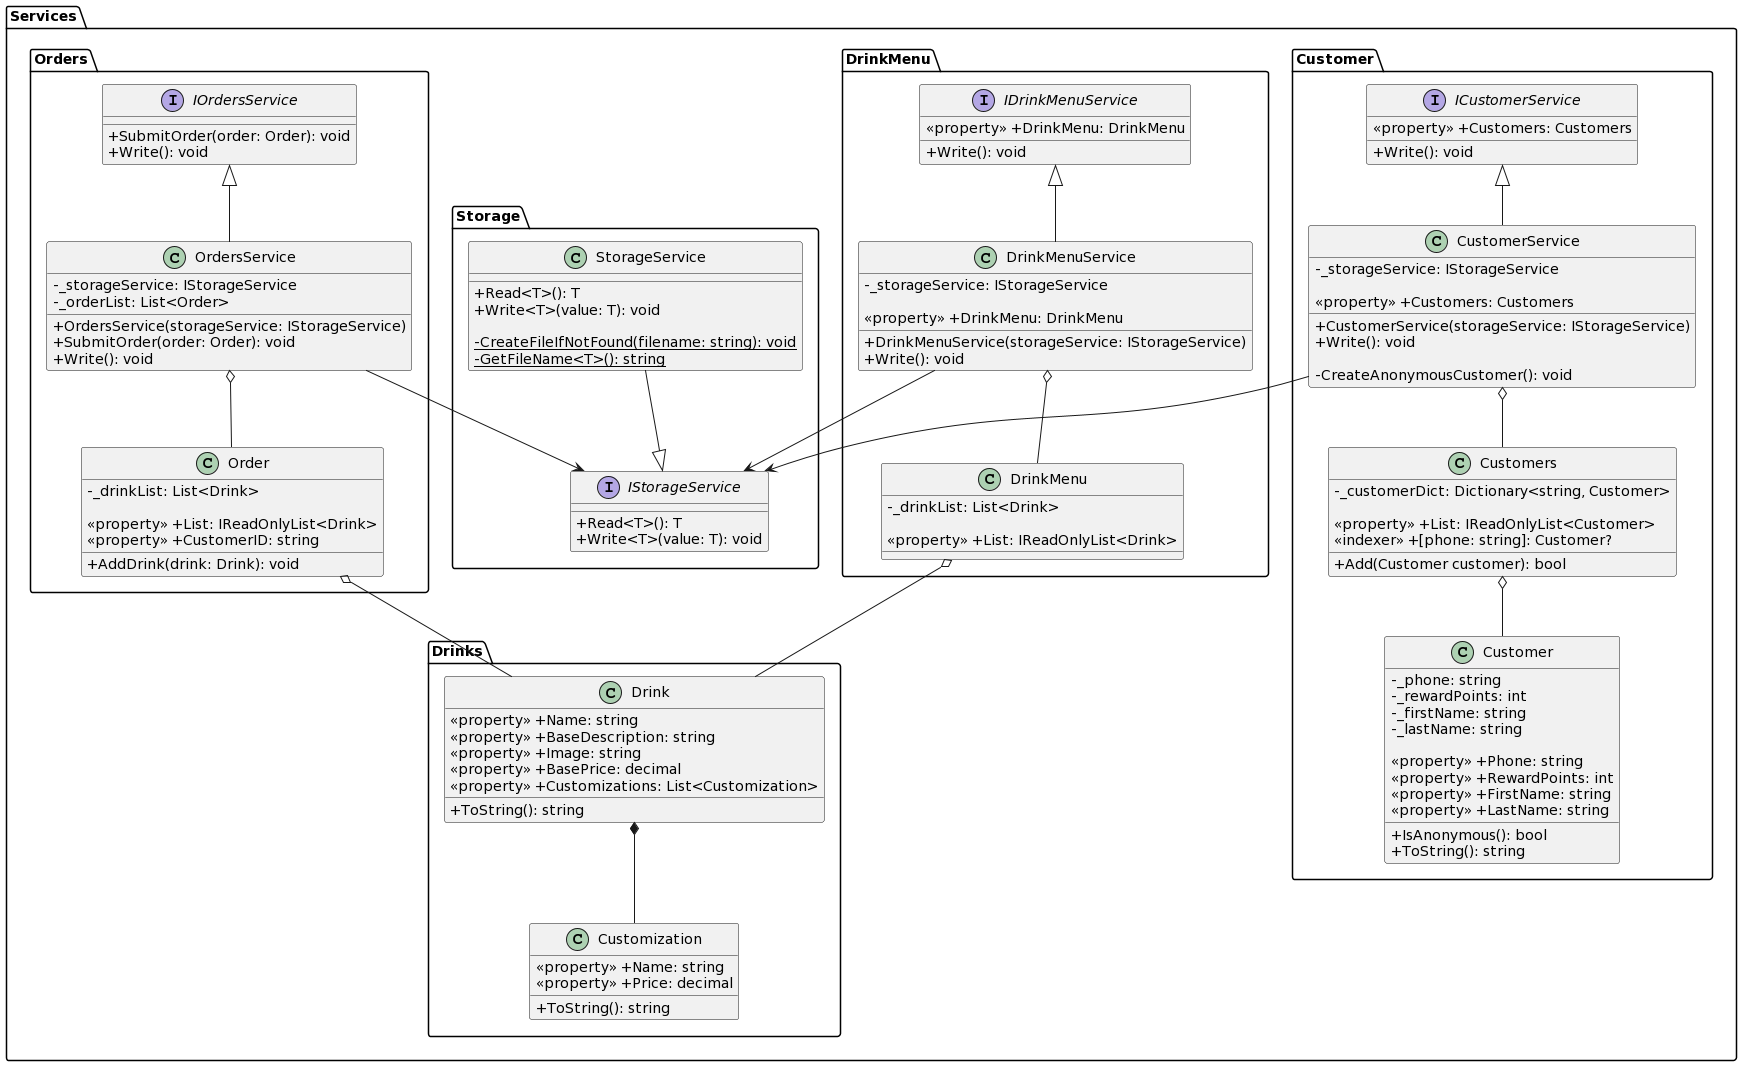 Services
Orders
I IOrdersService
+SubmitOrder(order: Order): void
+Write(): void
C OrdersService
-_storageService: IStorageService
-_orderList: List<Order>
+OrdersService(storageService: IStorageService)
+SubmitOrder(order: Order): void
+Write(): void
C Order
-_drinkList: List<Drink>
«property» +List: IReadOnlyList<Drink>
«property» +CustomerID: string
+AddDrink(drink: Drink): void
Storage
C StorageService
+Read<T>(): T
+Write<T>(value: T): void
-CreateFileIfNotFound(filename: string): void
-GetFileName<T>(): string
I IStorageService
+Read<T>(): T
+Write<T>(value: T): void
DrinkMenu
I IDrinkMenuService
«property» +DrinkMenu: DrinkMenu
+Write(): void
C DrinkMenuService
-_storageService: IStorageService
«property» +DrinkMenu: DrinkMenu
+DrinkMenuService(storageService: IStorageService)
+Write(): void
C DrinkMenu
-_drinkList: List<Drink>
«property» +List: IReadOnlyList<Drink>
Customer
I ICustomerService
«property» +Customers: Customers
+Write(): void
C CustomerService
-_storageService: IStorageService
«property» +Customers: Customers
+CustomerService(storageService: IStorageService)
+Write(): void
-CreateAnonymousCustomer(): void
C Customers
-_customerDict: Dictionary<string, Customer>
«property» +List: IReadOnlyList<Customer>
«indexer» +[phone: string]: Customer?
+Add(Customer customer): bool
C Customer
-_phone: string
-_rewardPoints: int
-_firstName: string
-_lastName: string
«property» +Phone: string
«property» +RewardPoints: int
«property» +FirstName: string
«property» +LastName: string
+IsAnonymous(): bool
+ToString(): string
Drinks
C Drink
«property» +Name: string
«property» +BaseDescription: string
«property» +Image: string
«property» +BasePrice: decimal
«property» +Customizations: List<Customization>
+ToString(): string
C Customization
«property» +Name: string
«property» +Price: decimal
+ToString(): string